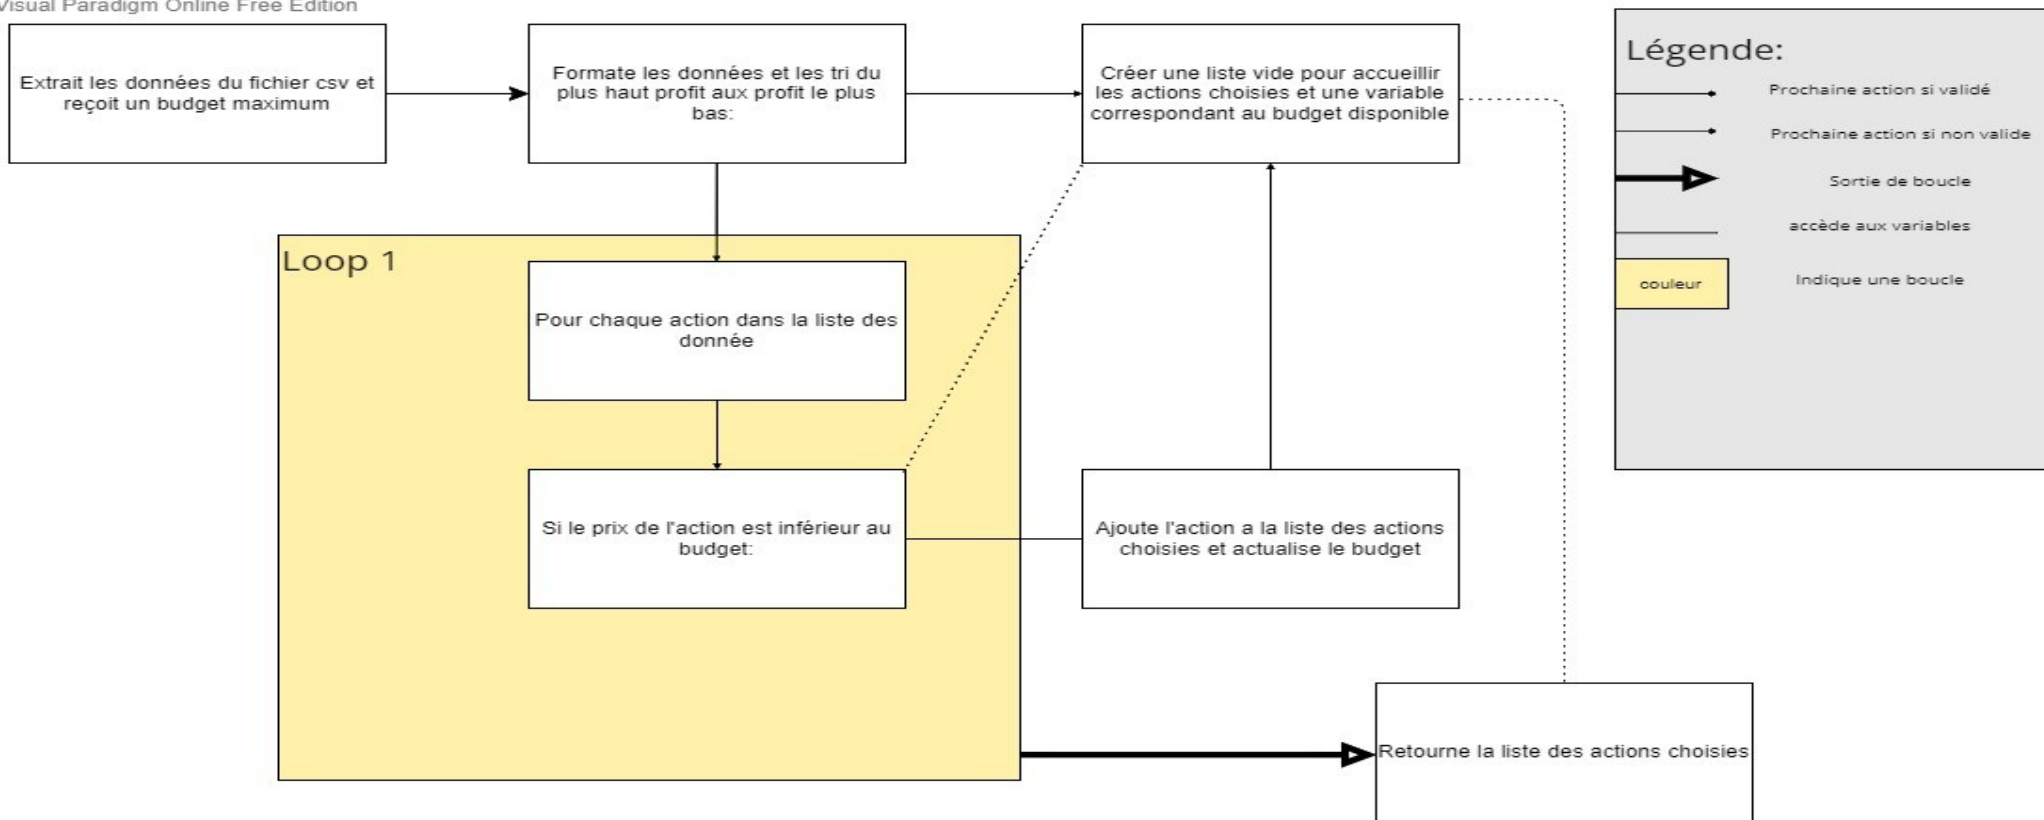 Visual Paradigm Online Free Edition
Extrait les données du fichier csv et
reçoit un budget maximum
Formate les données et les tri du
plus haut profit aux profit le plus
bas:
Créer une liste vide pour accueillir
les actions choisies et une variable
correspondant au budget disponible
Légende:
Prochaine action si validé
Prochaine action si non valide
Sortie de boucle
accède aux variables
couleur
Indique une boucle
Loop 1
Pour chaque action dans la liste des
donnée
Si le prix de l'action est inférieur au
budget:
Ajoute l'action a la liste des actions
choisies et actualise le budget
Retourne la liste des actions choisies